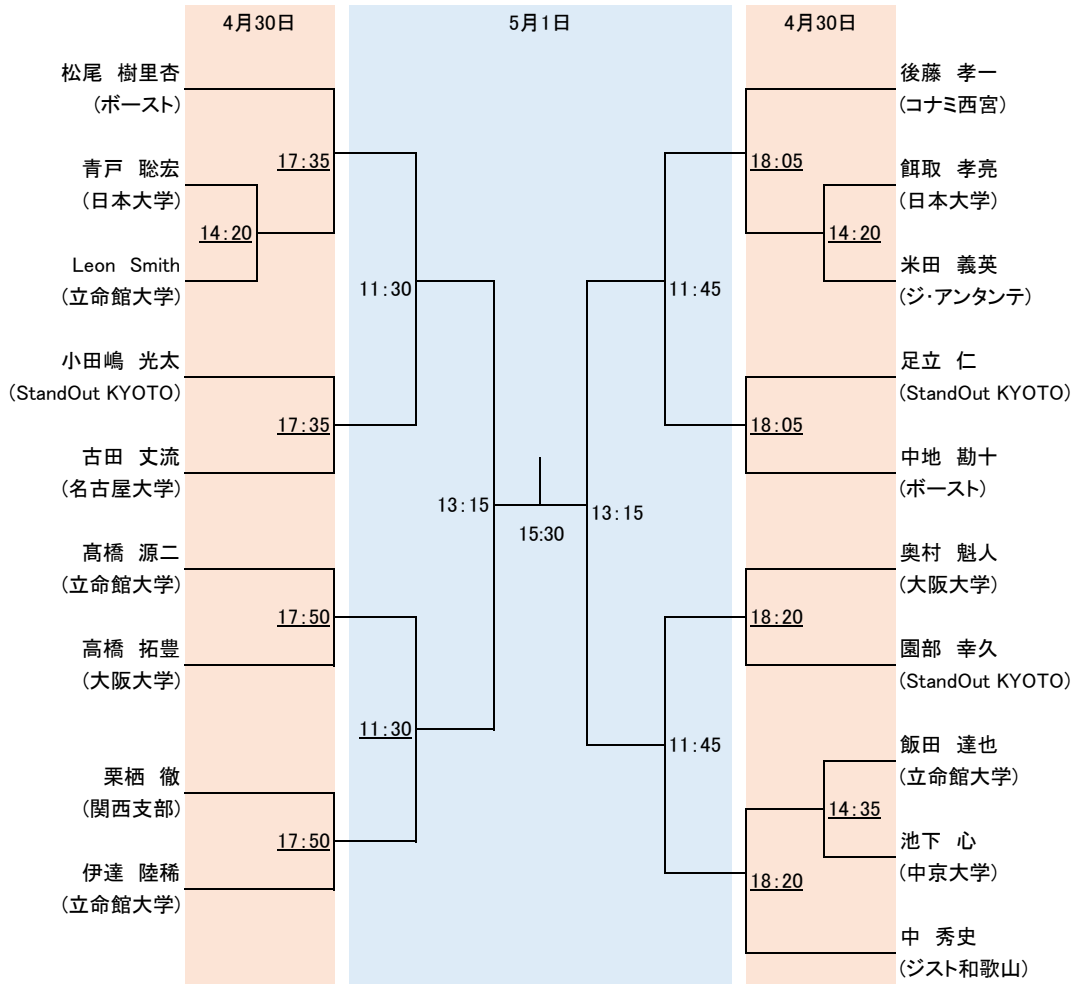 4月30日
5月1日
4月30日
松尾　樹里杏
(ボースト)
17:35
青戸　聡宏
(日本大学)
14:20
Leon　Smith
(立命館大学)
11:30
小田嶋　光太
(StandOut KYOTO)
17:35
古田　丈流
(名古屋大学)
13:15
髙橋　源二
(立命館大学)
17:50
高橋　拓豊
(大阪大学)
11:30
栗栖　徹
(関西支部)
17:50
伊達　陸稀
(立命館大学)
15:30
後藤　孝一
(コナミ西宮)
18:05
餌取　孝亮
(日本大学)
14:20
米田　義英
(ジ・アンタンテ)
11:45
足立　仁
(StandOut KYOTO)
18:05
中地　勘十
(ボースト)
13:15
奥村　魁人
(大阪大学)
18:20
園部　幸久
(StandOut KYOTO)
11:45
飯田　達也
(立命館大学)
14:35
池下　心
(中京大学)
18:20
中　秀史
(ジスト和歌山)